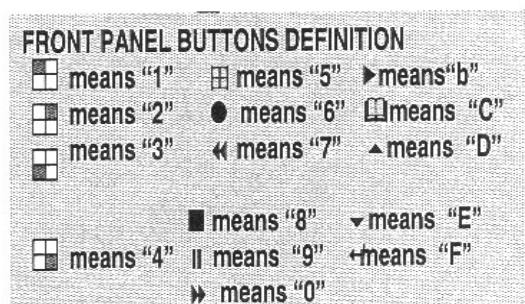 FRONT PANEL BUTTONS DEFINITION
means "1" means "5" means"b"
means "2" means "6" means "C"
means "3" means "7" means "D"
means "8" means "E"
means "4" means "9" means "F"
means "0"